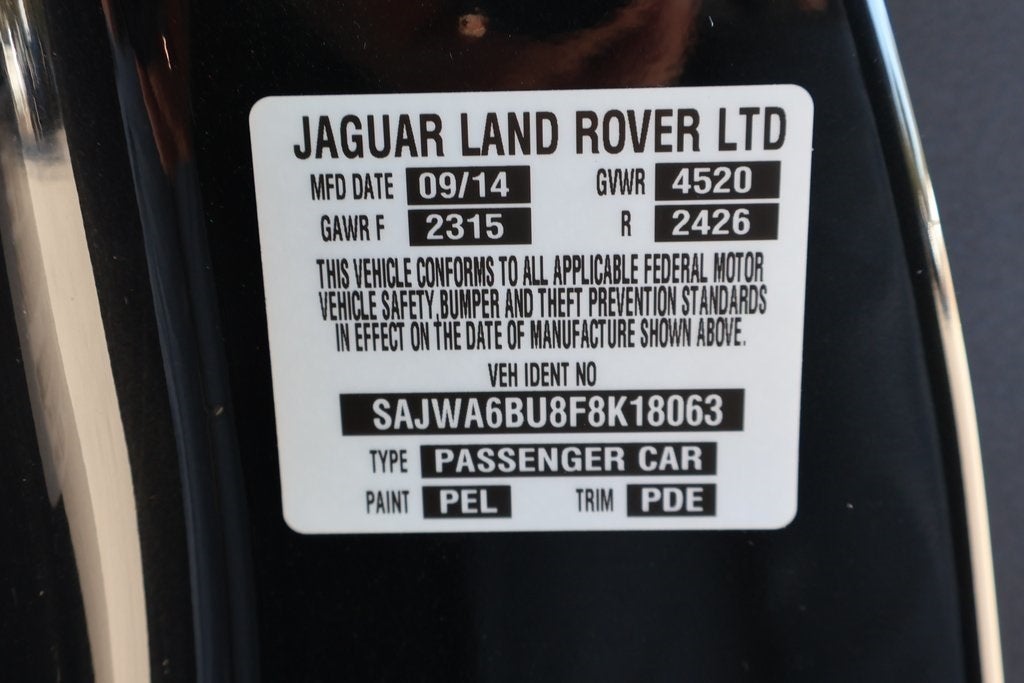 JAGUAR LAND ROVER LTD
MFD DATE 09/14 GVWR 4520
GAWR F 2315 R 2426
THIS VEHICLE CONFORMS TO ALL APPLICABLE FEDERAL MOTOR
VEHICLE SAFETY, BUMPER AND THEFT PREVENTION STANDARDS
IN EFFECT ON THE DATE OF MANUFACTURE SHOWN ABOVE.
VEH IDENT NO
SAJWA6BU8F8K18063
TYPE PASSENGER CAR
PAINT PEL TRIM PDE